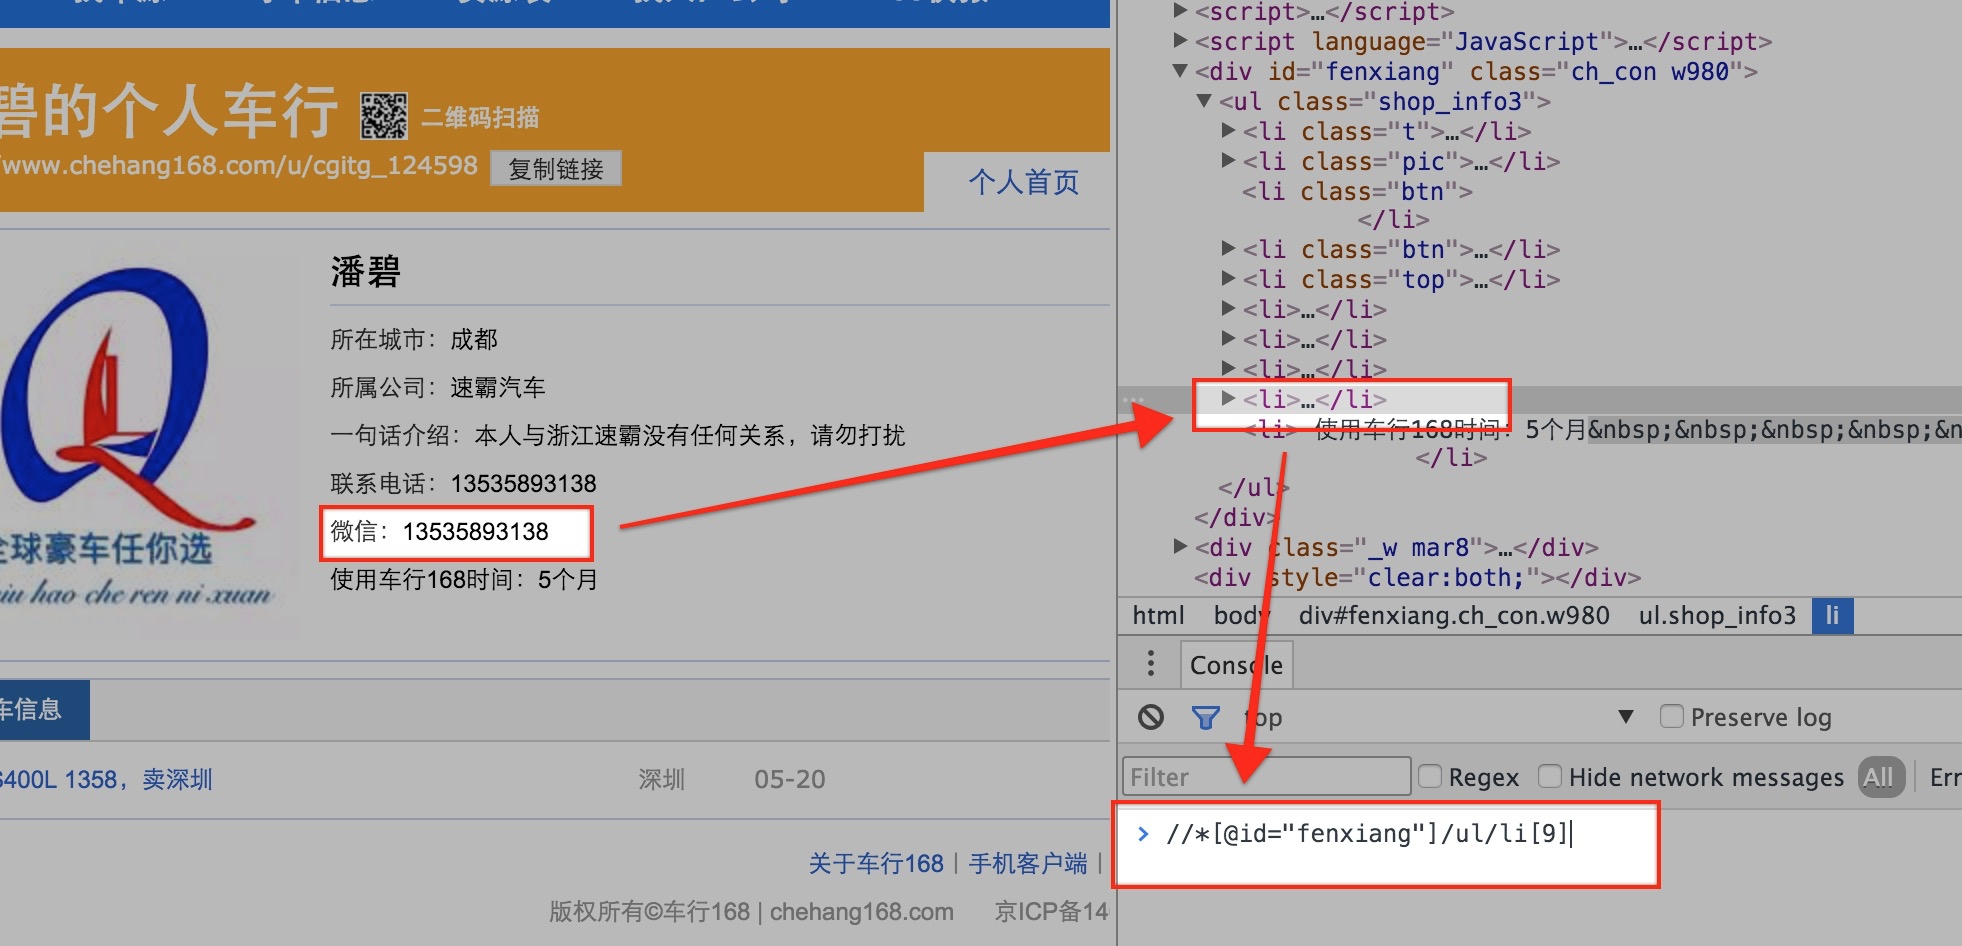 碧的个人车行
二维码扫描
www.chehang168.com/u/cgitg_124598
复制链接
个人首页
潘碧
所在城市：成都
所属公司：速霸汽车
一句话介绍：本人与浙江速霸没有任何关系，请勿打扰
联系电话：13535893138
微信：13535893138
使用车行168时间：5个月
全球豪车任你选
iu hao che ren ni xuan
车信息
S400L 1358，卖深圳
深圳
05-20
关于车行168 | 手机客户端 |
版权所有©车行168 | chehang168.com
京ICP备14
<script>…</script>
<script language="JavaScript">…</script>
<div id="fenxiang" class="ch_con w980">
<ul class="shop_info3">
<li class="t">…</li>
<li class="pic">…</li>
<li class="btn">
</li>
<li class="btn">…</li>
<li class="top">…</li>
<li>…</li>
<li>…</li>
<li>…</li>
<li>…</li>
<li> 使用车行168时间：5个月&nbsp;&nbsp;&nbsp;&nbsp;&n
</li>
</ul>
</div>
<div class="_w mar8">…</div>
<div style="clear:both;"></div>
html body div#fenxiang.ch_con.w980 ul.shop_info3 li
Console
top
Preserve log
Filter
Regex
Hide network messages
All
Err
> //*[@id="fenxiang"]/ul/li[9]